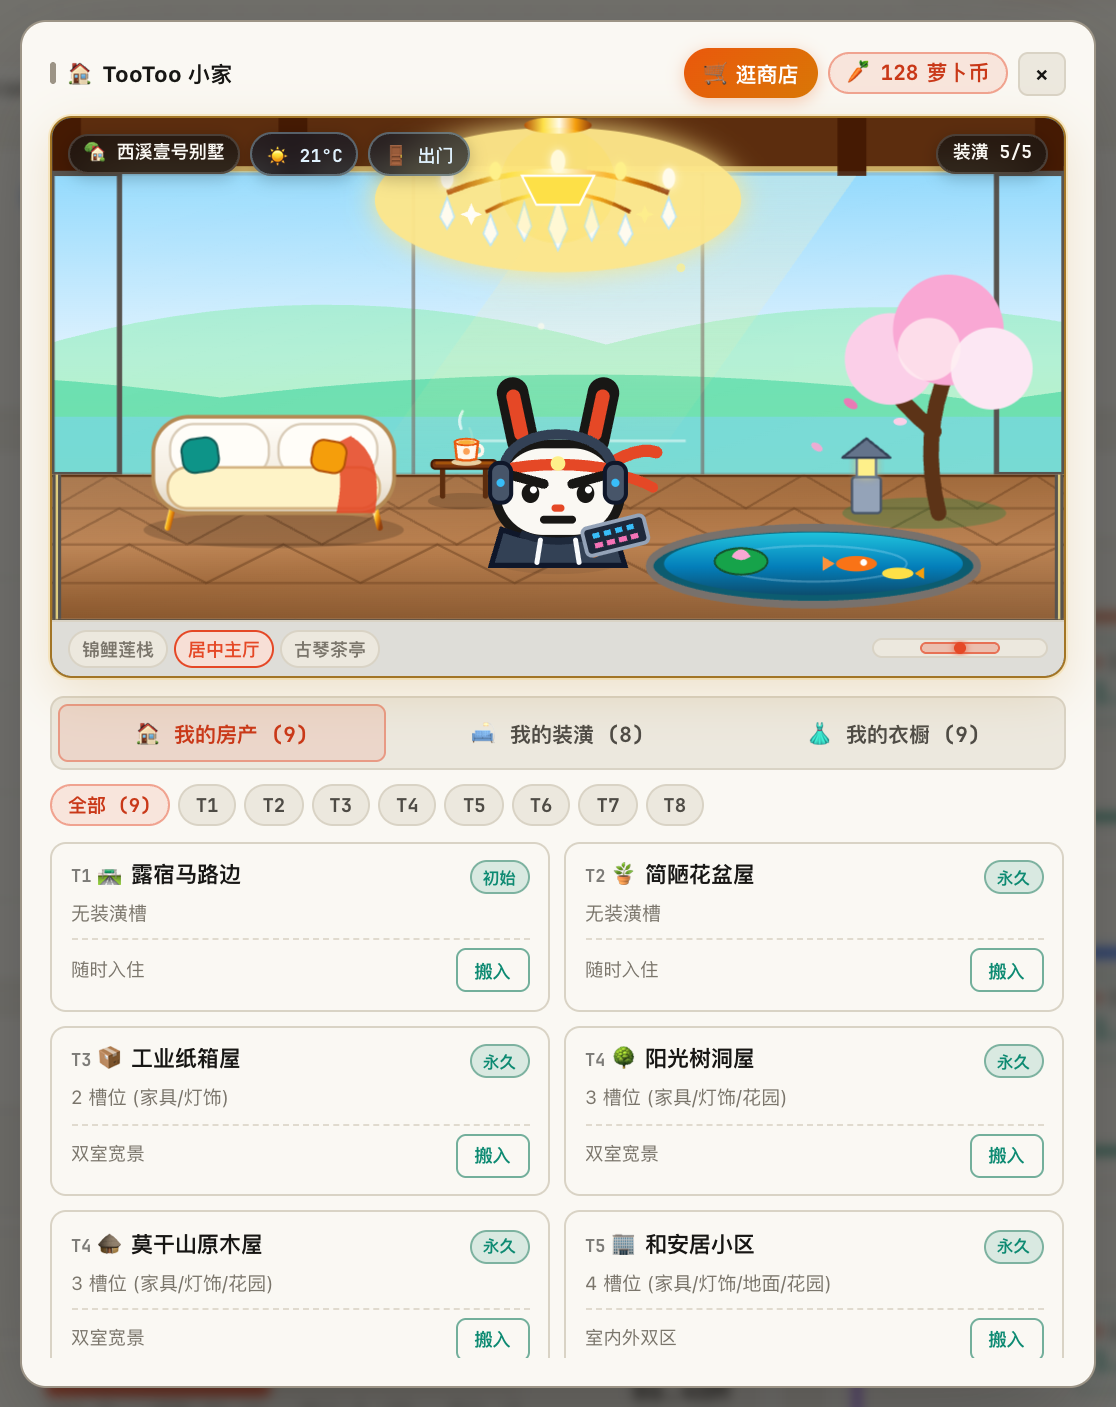 TooToo 小家
逛商店
128 萝卜币
×
西溪壹号别墅
21°C
出门
装潢 5/5
锦鲤莲栈
居中主厅
古琴茶亭
我的房产 (9)
我的装潢 (8)
我的衣橱 (9)
全部 (9)
T1
T2
T3
T4
T5
T6
T7
T8
T1 露宿马路边
初始
无装潢槽
随时入住
搬入
T2 简陋花盆屋
永久
无装潢槽
随时入住
搬入
T3 工业纸箱屋
永久
2 槽位 (家具/灯饰)
双室宽景
搬入
T4 阳光树洞屋
永久
3 槽位 (家具/灯饰/花园)
双室宽景
搬入
T4 莫干山原木屋
永久
3 槽位 (家具/灯饰/花园)
双室宽景
搬入
T5 和安居小区
永久
4 槽位 (家具/灯饰/地面/花园)
室内外双区
搬入